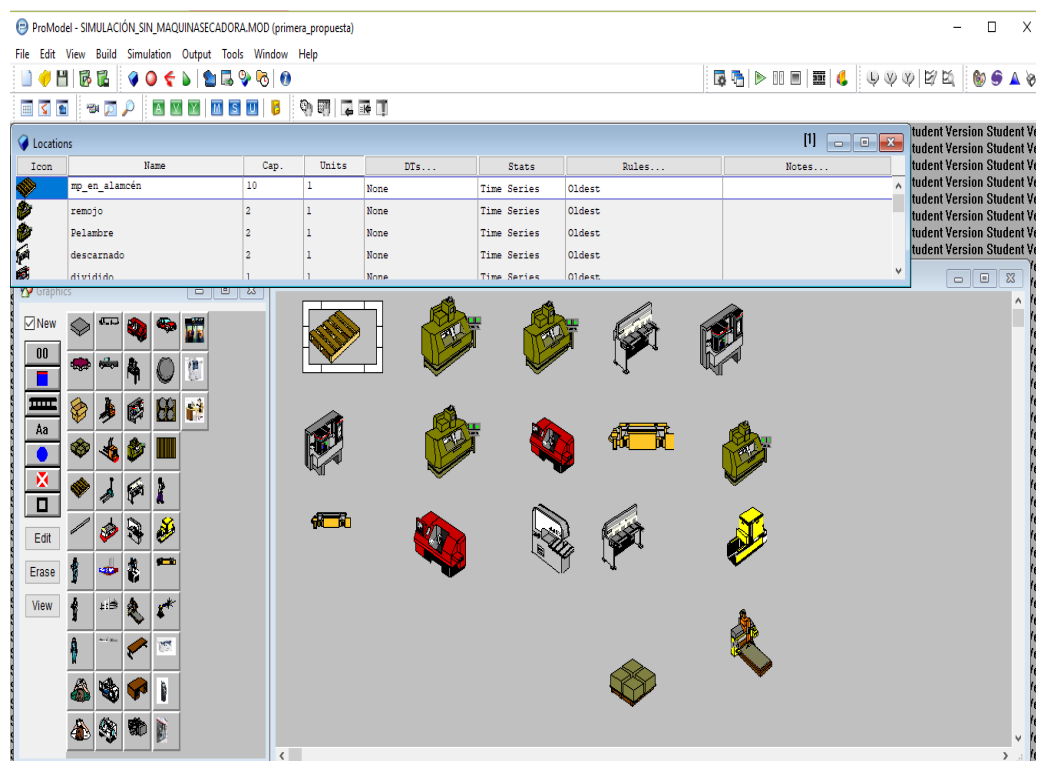 ProModel - SIMULACIÓN_SIN_MAQUINASECADORA.MOD (primera_propuesta)
File Edit View Build Simulation Output Tools Window Help
Locations [1]
Icon Name Cap. Units DTs... Stats Rules... Notes...
mp_en_alamcén 10 1 None Time Series Oldest
remojo 2 1 None Time Series Oldest
Pelambre 2 1 None Time Series Oldest
descarnado 2 1 None Time Series Oldest
dividido 1 1 None Time Series Oldest
tudent Version Student Ve
tudent Version Student Ve
tudent Version Student Ve
tudent Version Student Ve
tudent Version Student Ve
tudent Version Student Ve
tudent Version Student Ve
tudent Version Student Ve
Graphics
New
00
Aa
Edit
Erase
View